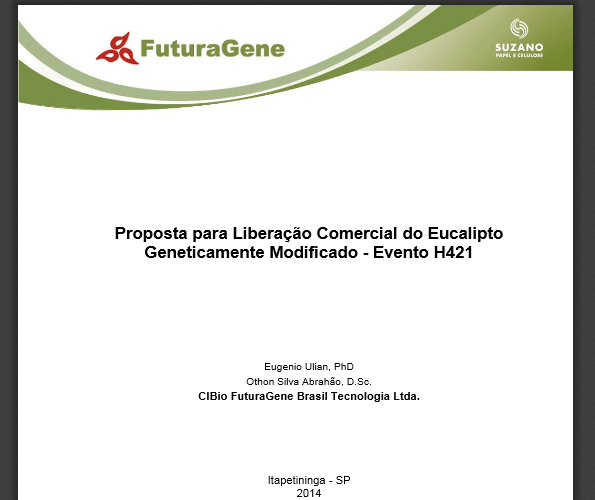 FuturaGene
SUZANO
PAPEL E CELULOSE
Proposta para Liberação Comercial do Eucalipto
Geneticamente Modificado - Evento H421
Eugenio Ulian, PhD
Othon Silva Abrahão, D.Sc.
CIBio FuturaGene Brasil Tecnologia Ltda.
Itapetininga - SP
2014